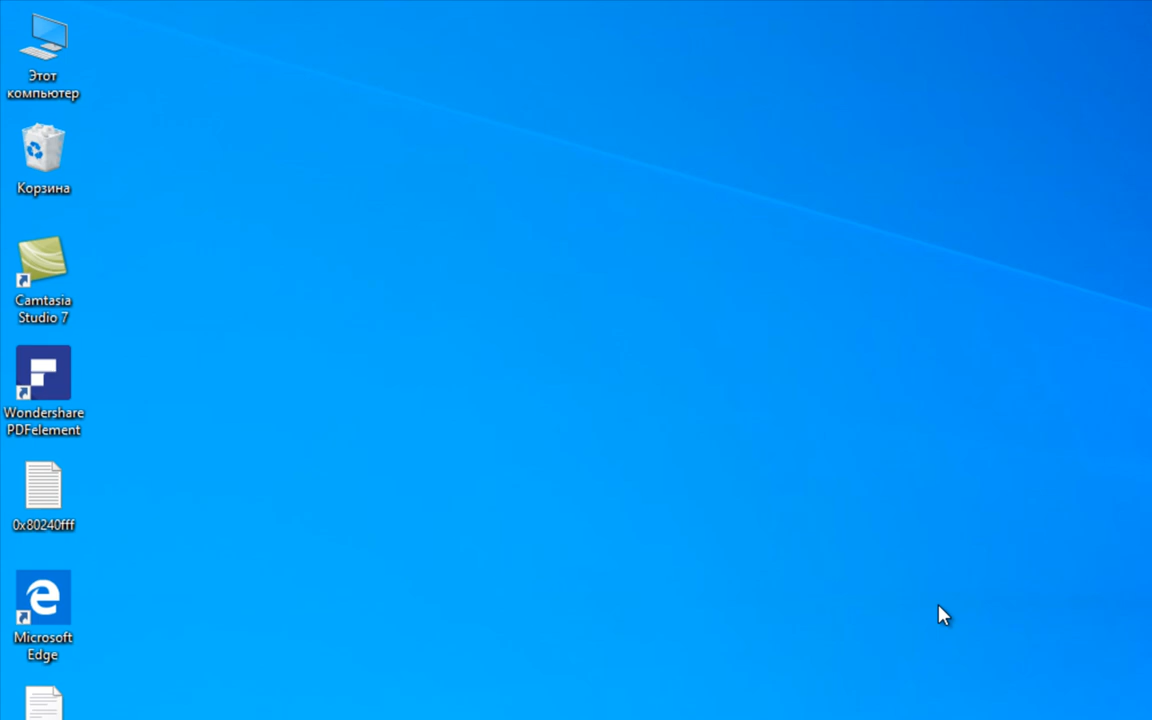 Этот
компьютер
Корзина
Camtasia
Studio 7
Wondershare
PDFelement
0x80240fff
Microsoft
Edge